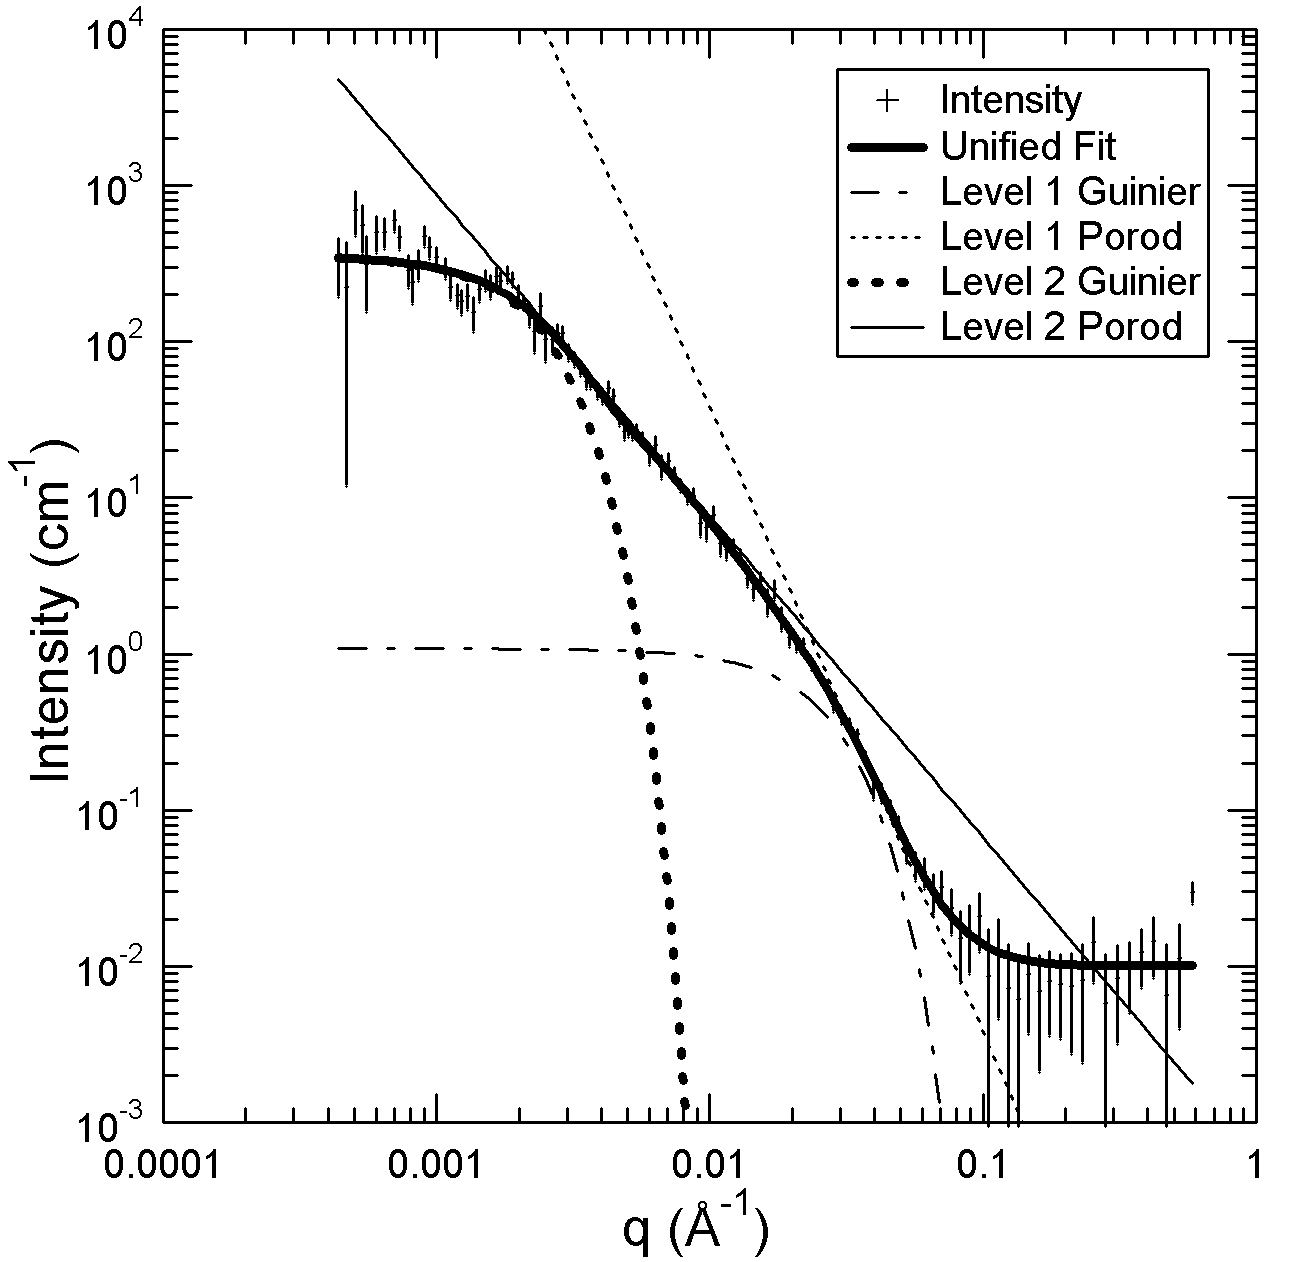 10^4
10^3
10^2
10^1
10^0
10^-1
10^-2
10^-3
Intensity (cm^-1)
Intensity
Unified Fit
Level 1 Guinier
Level 1 Porod
Level 2 Guinier
Level 2 Porod
0.0001 0.001 0.01 0.1 1
q (Å^-1)